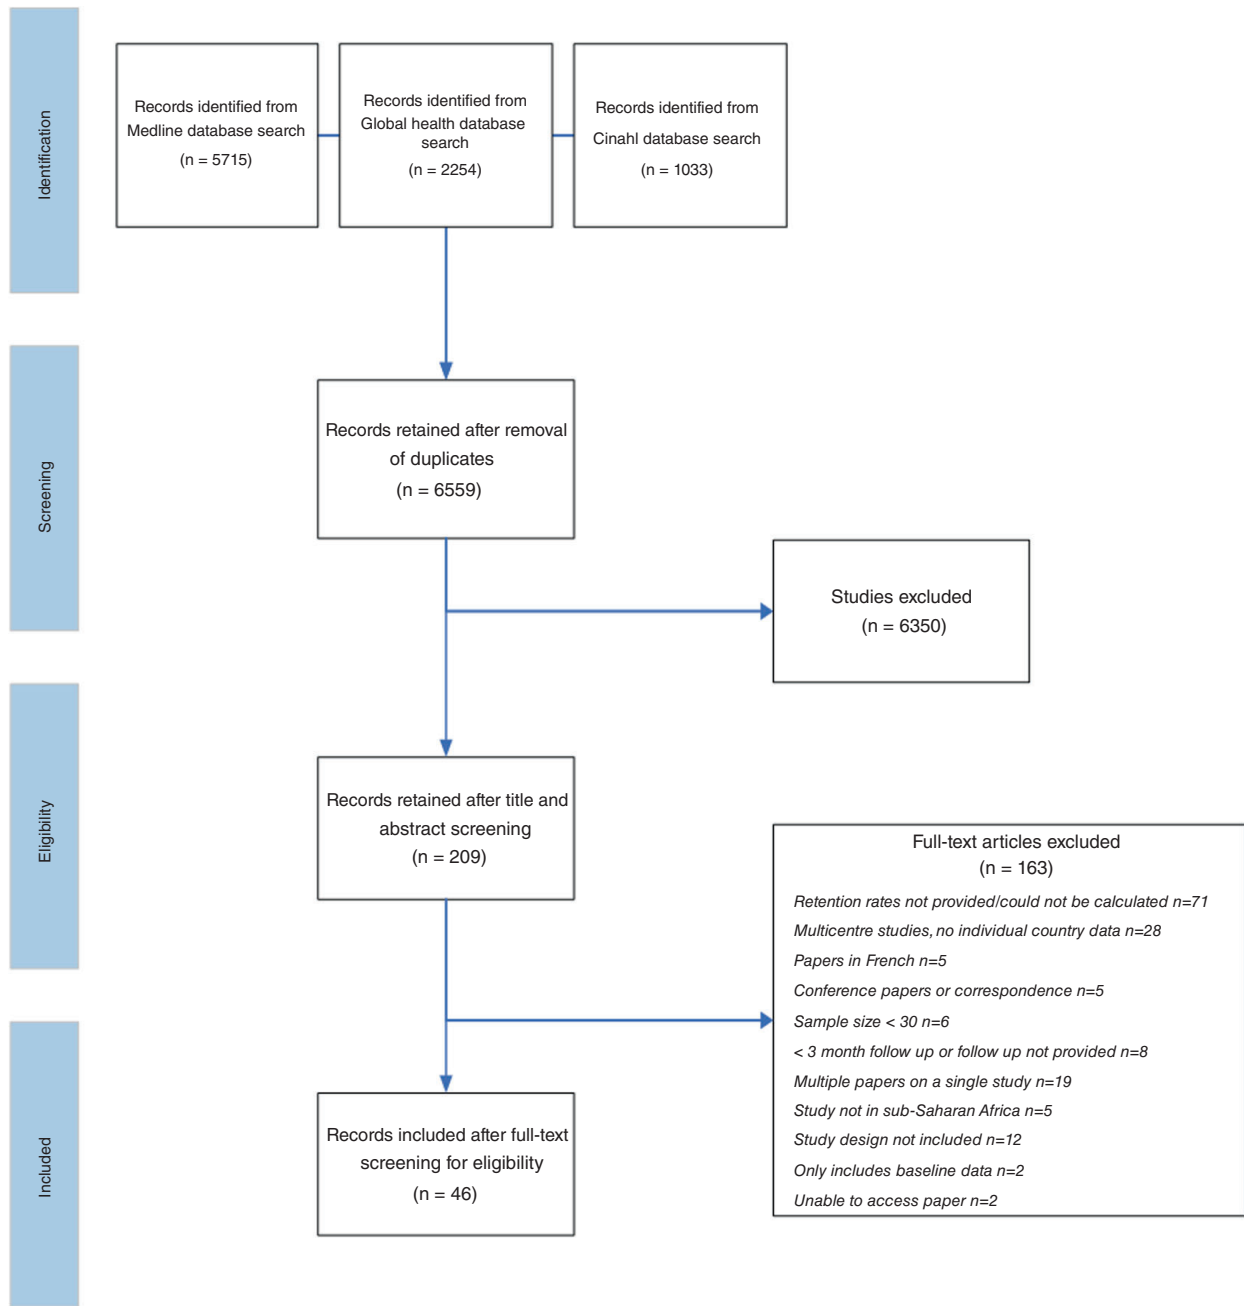 Identification
Records identified from
Medline database search
(n = 5715)
Records identified from
Global health database
search
(n = 2254)
Records identified from
Cinahl database search
(n = 1033)
Screening
Records retained after removal
of duplicates
(n = 6559)
Studies excluded
(n = 6350)
Eligibility
Records retained after title and
abstract screening
(n = 209)
Full-text articles excluded
(n = 163)
Retention rates not provided/could not be calculated n=71
Multicentre studies, no individual country data n=28
Papers in French n=5
Conference papers or correspondence n=5
Sample size < 30 n=6
< 3 month follow up or follow up not provided n=8
Multiple papers on a single study n=19
Study not in sub-Saharan Africa n=5
Study design not included n=12
Only includes baseline data n=2
Unable to access paper n=2
Included
Records included after full-text
screening for eligibility
(n = 46)